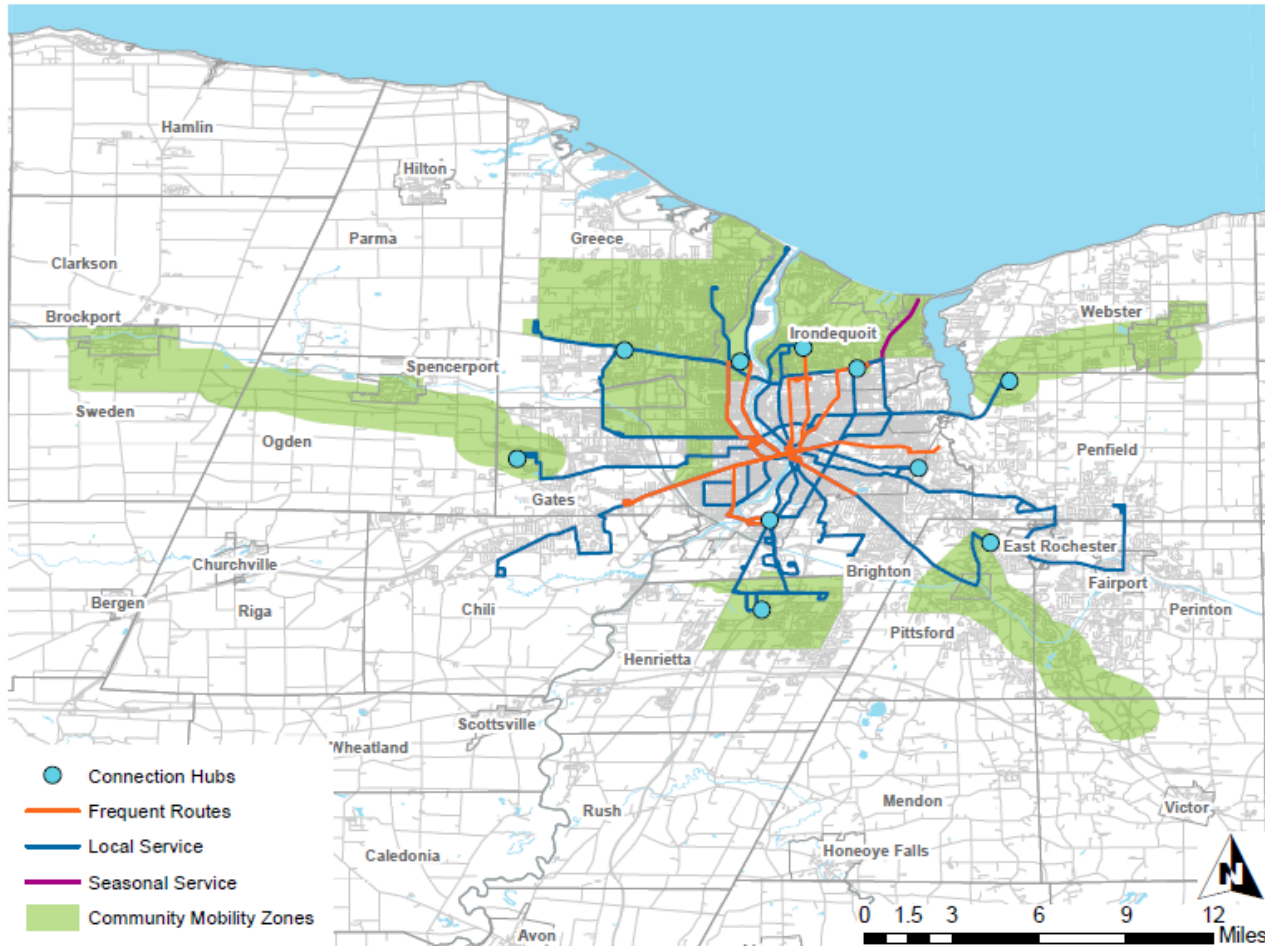 Hamlin
Hilton
Parma
Greece
Clarkson
Brockport
Webster
Irondequoit
Spencerport
Sweden
Ogden
Penfield
Gates
East Rochester
Churchville
Brighton
Fairport
Bergen
Riga
Chili
Perinton
Pittsford
Henrietta
Scottsville
Wheatland
Rush
Mendon
Victor
Caledonia
Honeoye Falls
Avon
Connection Hubs
Frequent Routes
Local Service
Seasonal Service
Community Mobility Zones
N
0 1.5 3 6 9 12
Miles